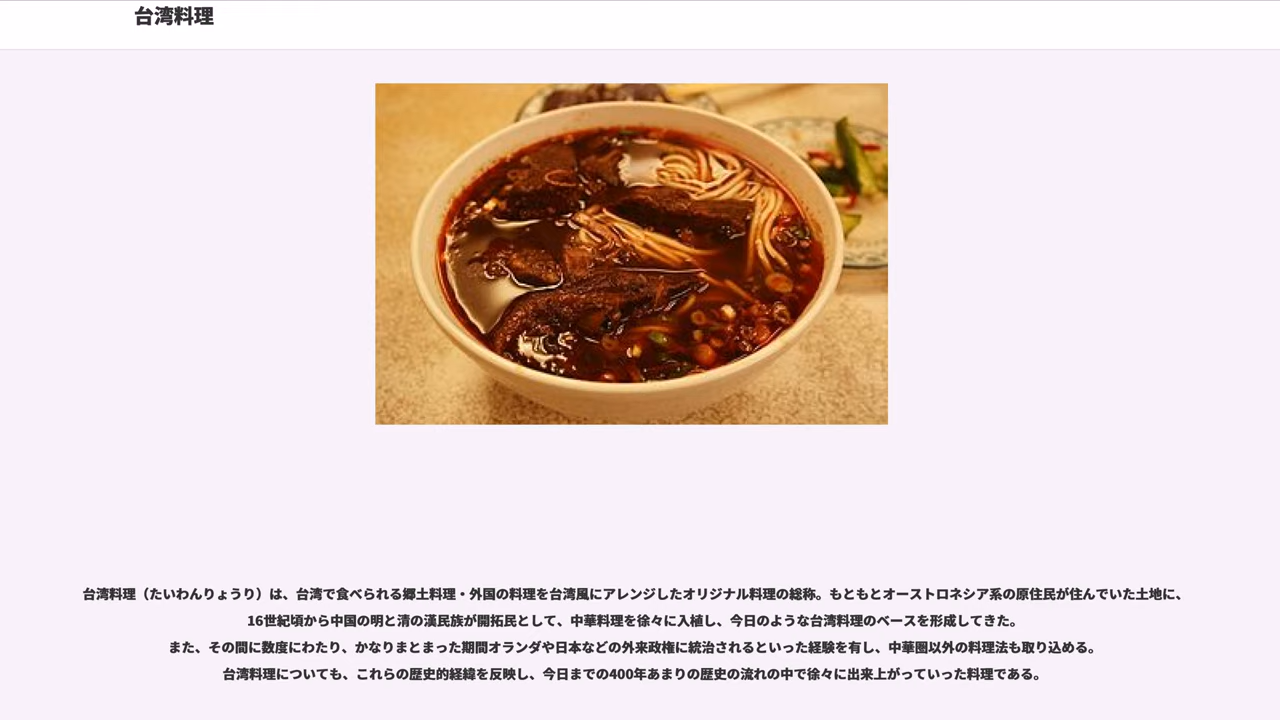 台湾料理
台湾料理（たいわんりょうり）は、台湾で食べられる郷土料理・外国の料理を台湾風にアレンジしたオリジナル料理の総称。もともとオーストロネシア系の原住民が住んでいた土地に、
16世紀頃から中国の明と清の漢民族が開拓民として、中華料理を徐々に入植し、今日のような台湾料理のベースを形成してきた。
また、その間に数度にわたり、かなりまとまった期間オランダや日本などの外来政権に統治されるといった経験を有し、中華圏以外の料理法も取り込める。
台湾料理についても、これらの歴史的経緯を反映し、今日までの400年あまりの歴史の流れの中で徐々に出来上がっていった料理である。